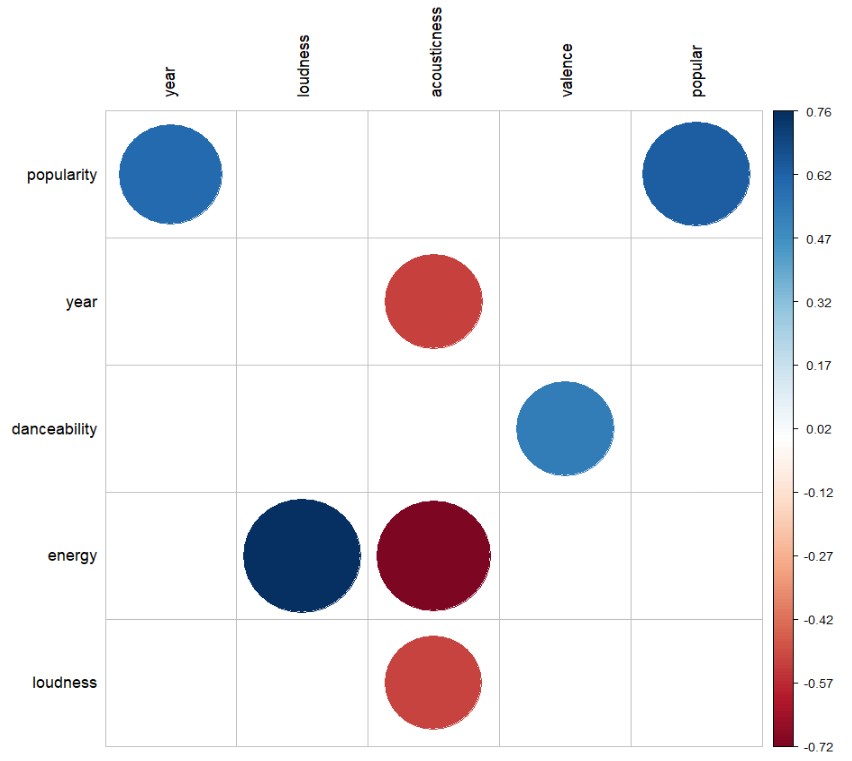 year
loudness
acousticness
valence
popular
popularity
year
danceability
energy
loudness
0.76
0.62
0.47
0.32
0.17
0.02
-0.12
-0.27
-0.42
-0.57
-0.72